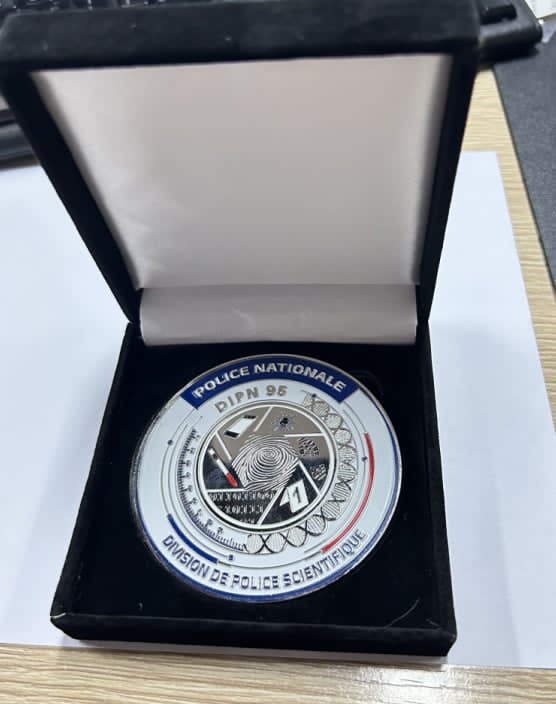 POLICE NATIONALE
DIPN 95
DIVISION DE POLICE SCIENTIFIQUE